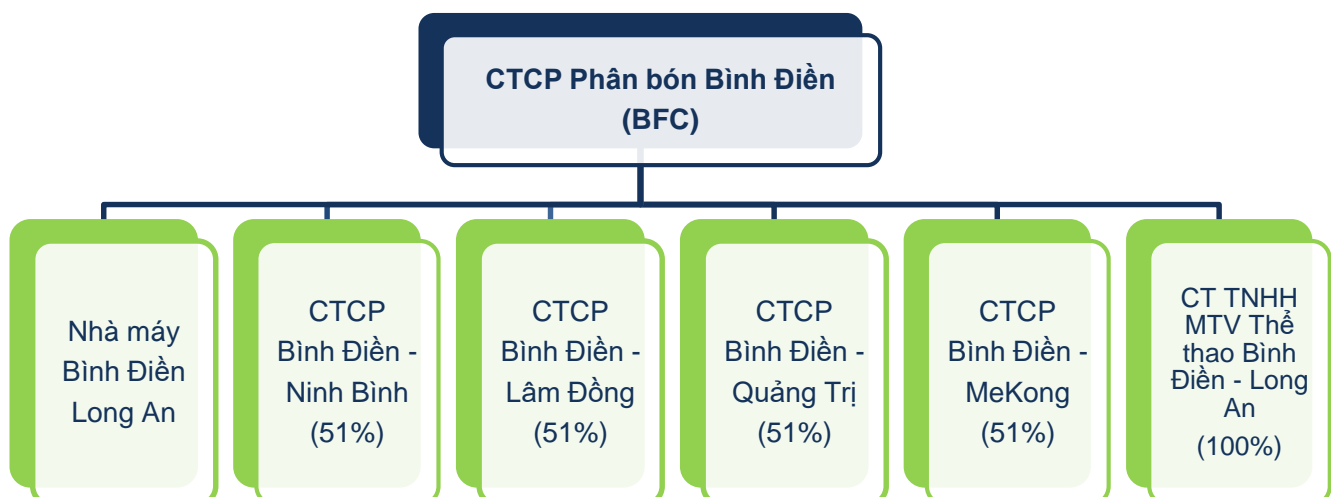 CTCP Phân bón Bình Điền
(BFC)
Nhà máy
Bình Điền
Long An
CTCP
Bình Điền -
Ninh Bình
(51%)
CTCP
Bình Điền -
Lâm Đồng
(51%)
CTCP
Bình Điền -
Quảng Trị
(51%)
CTCP
Bình Điền -
MeKong
(51%)
CT TNHH
MTV Thể
thao Bình
Điền - Long
An
(100%)